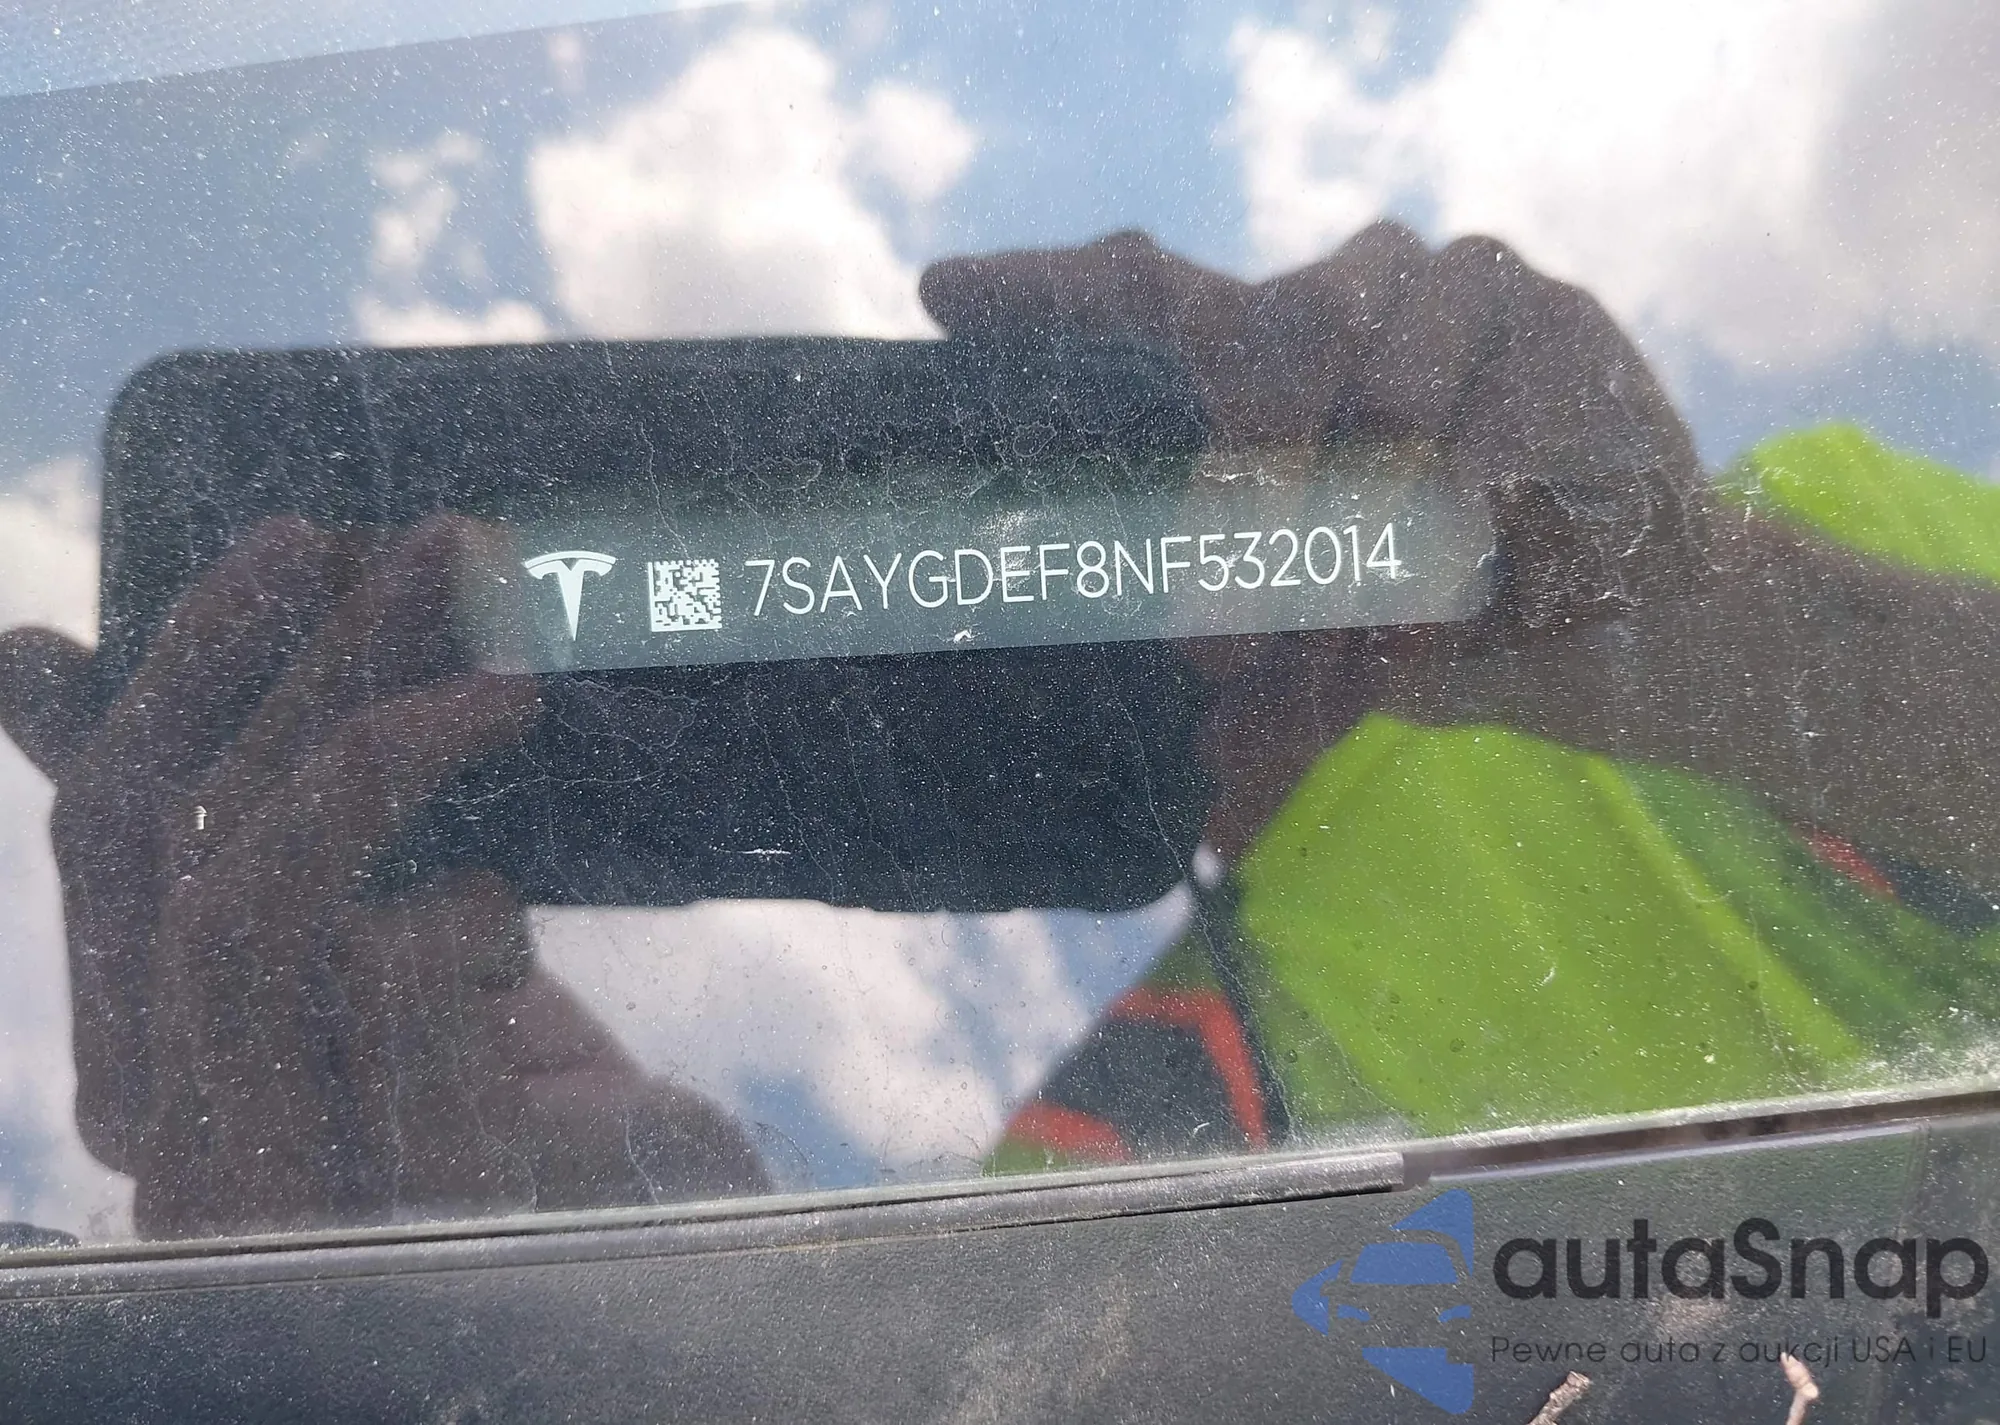 7SAYGDEF8NF532014
autaSnap
Pewne auta z aukcji USA i EU